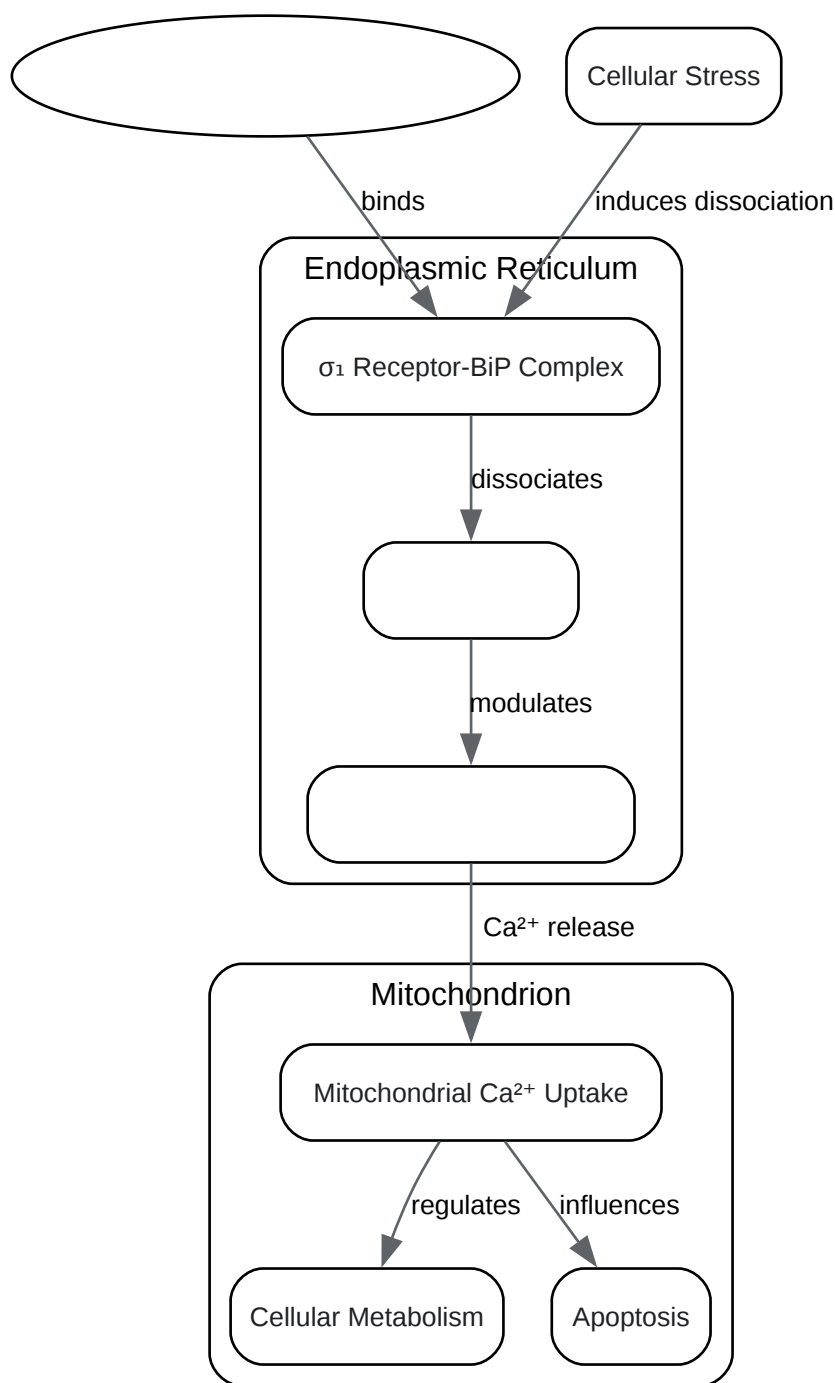 Cellular Stress
binds
induces dissociation
Endoplasmic Reticulum
σ₁ Receptor-BiP Complex
dissociates
modulates
Ca²⁺ release
Mitochondrion
Mitochondrial Ca²⁺ Uptake
regulates
influences
Cellular Metabolism
Apoptosis